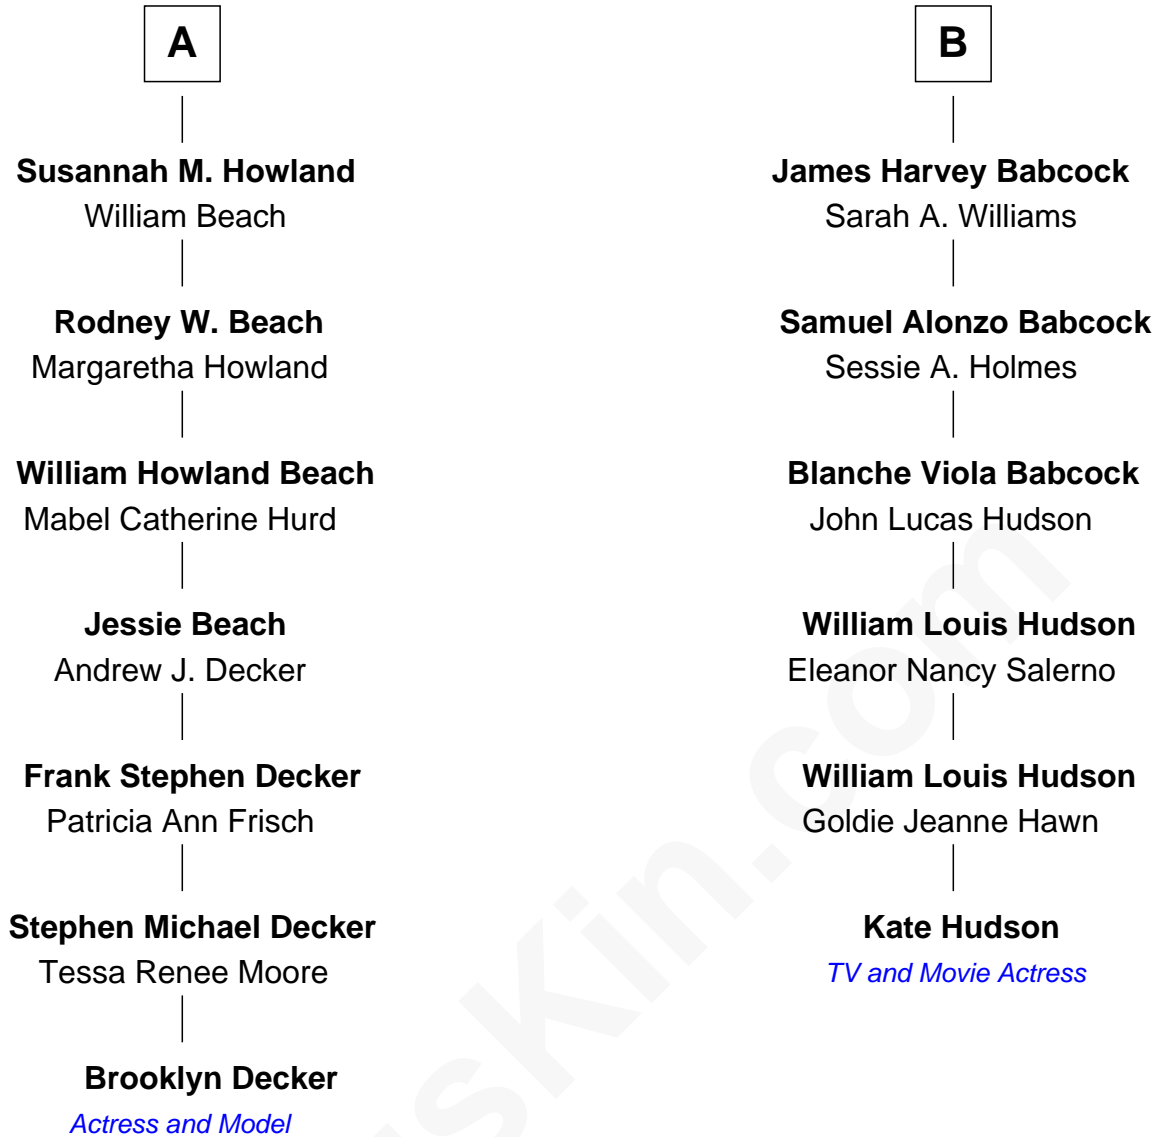 A
Susannah M. Howland
William Beach
Rodney W. Beach
Margaretha Howland
William Howland Beach
Mabel Catherine Hurd
Jessie Beach
Andrew J. Decker
Frank Stephen Decker
Patricia Ann Frisch
Stephen Michael Decker
Tessa Renee Moore
Brooklyn Decker
Actress and Model
B
James Harvey Babcock
Sarah A. Williams
Samuel Alonzo Babcock
Sessie A. Holmes
Blanche Viola Babcock
John Lucas Hudson
William Louis Hudson
Eleanor Nancy Salerno
William Louis Hudson
Goldie Jeanne Hawn
Kate Hudson
TV and Movie Actress